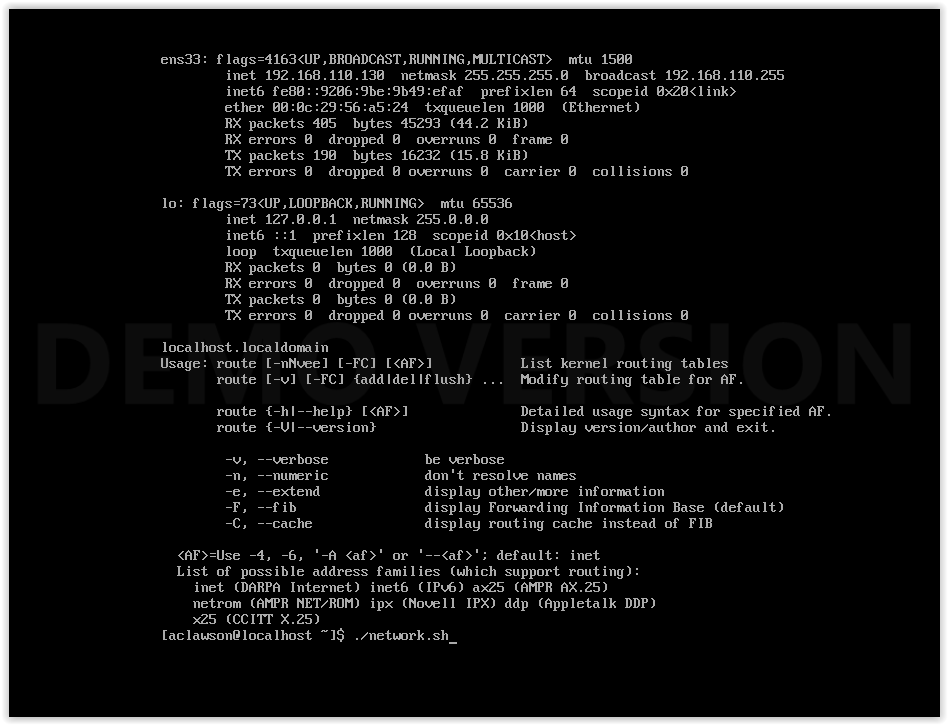 ens33: flags=4163<UP,BROADCAST,RUNNING,MULTICAST>  mtu 1500
        inet 192.168.110.130  netmask 255.255.255.0  broadcast 192.168.110.255
        inet6 fe80::9206:9be:9b49:efaf  prefixlen 64  scopeid 0x20<link>
        ether 00:0c:29:56:a5:24  txqueuelen 1000  (Ethernet)
        RX packets 405  bytes 45293 (44.2 KiB)
        RX errors 0  dropped 0  overruns 0  frame 0
        TX packets 190  bytes 16232 (15.8 KiB)
        TX errors 0  dropped 0 overruns 0  carrier 0  collisions 0

lo: flags=73<UP,LOOPBACK,RUNNING>  mtu 65536
        inet 127.0.0.1  netmask 255.0.0.0
        inet6 ::1  prefixlen 128  scopeid 0x10<host>
        loop  txqueuelen 1000  (Local Loopback)
        RX packets 0  bytes 0 (0.0 B)
        RX errors 0  dropped 0  overruns 0  frame 0
        TX packets 0  bytes 0 (0.0 B)
        TX errors 0  dropped 0 overruns 0  carrier 0  collisions 0

DEMO VERSION
localhost.localdomain
Usage: route [-nNvee] [-FC] [<AF>]           List kernel routing tables
       route [-v] [-FC] {add|del|flush} ...  Modify routing table for AF.

       route {-h|--help} [<AF>]              Detailed usage syntax for specified AF.
       route {-V|--version}                  Display version/author and exit.

        -v, --verbose            be verbose
        -n, --numeric            don't resolve names
        -e, --extend             display other/more information
        -F, --fib                display Forwarding Information Base (default)
        -C, --cache              display routing cache instead of FIB

  <AF>=Use -4, -6, '-A <af>' or '--<af>'; default: inet
  List of possible address families (which support routing):
    inet (DARPA Internet) inet6 (IPv6) ax25 (AMPR AX.25)
    netrom (AMPR NET/ROM) ipx (Novell IPX) ddp (Appletalk DDP)
    x25 (CCITT X.25)
[aclawson@localhost ~]$ ./network.sh_